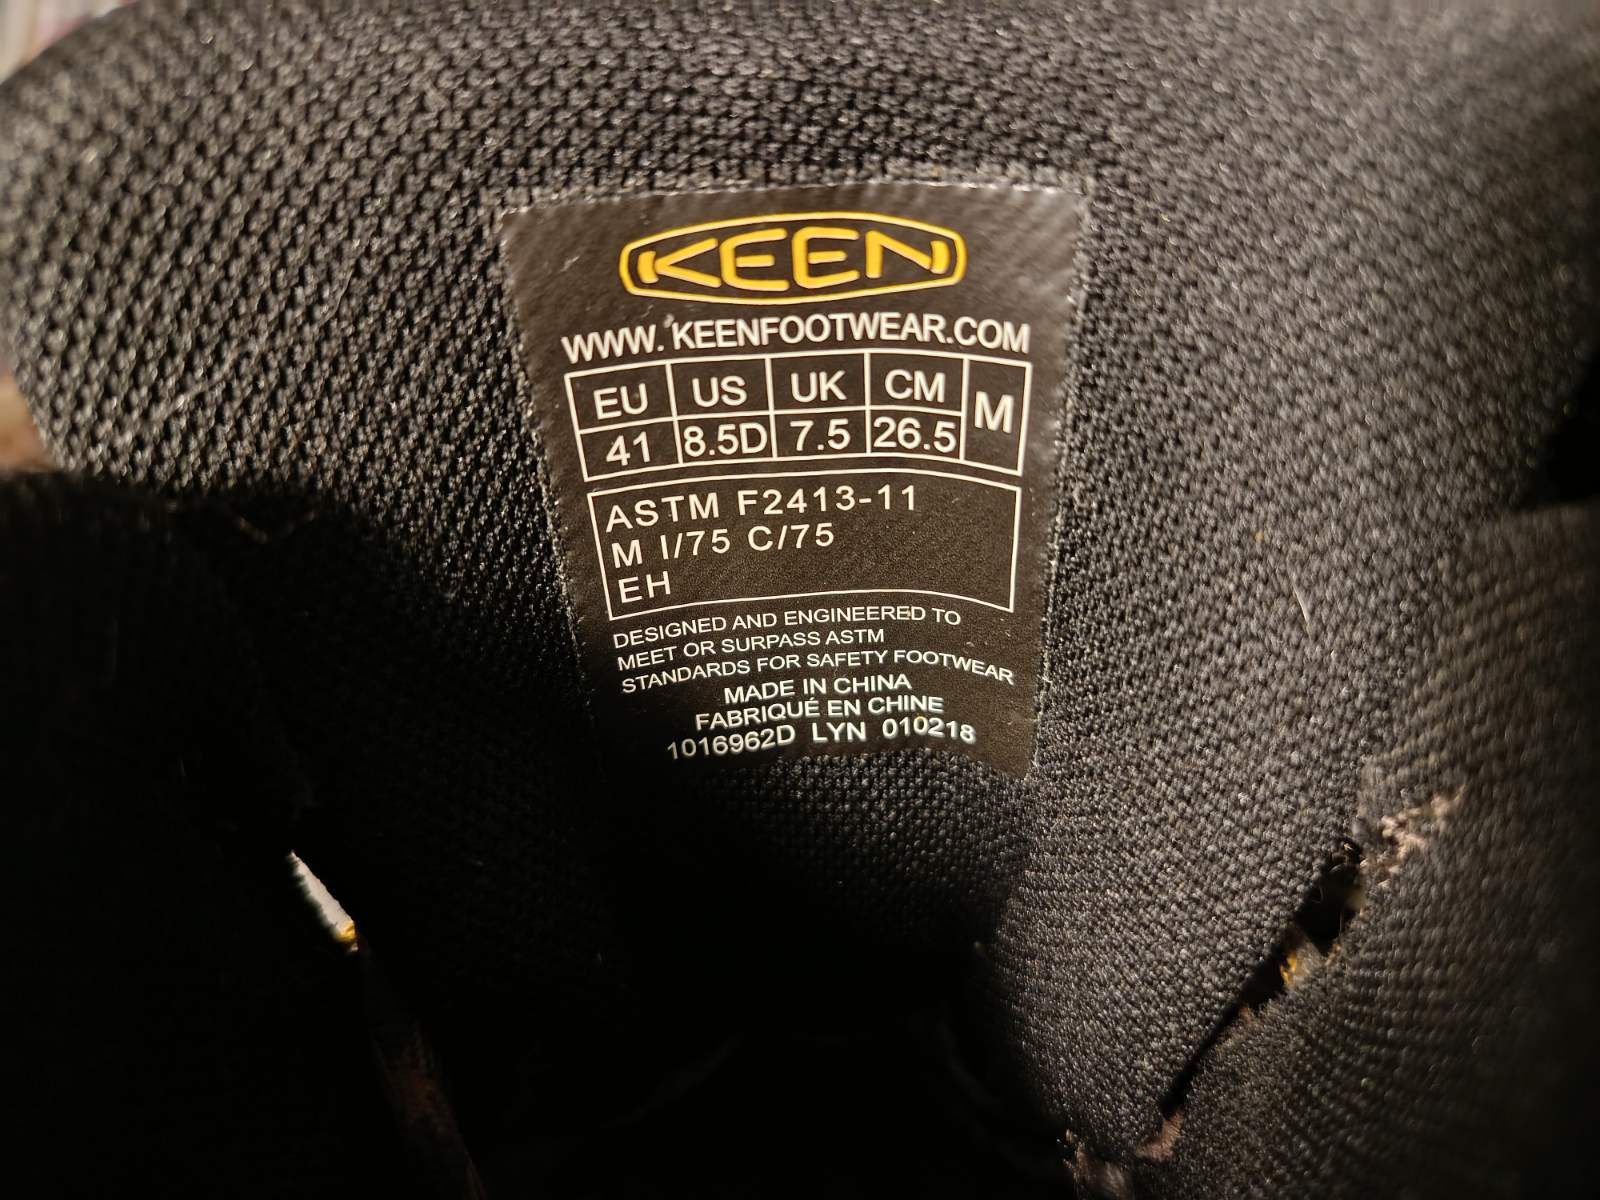 KEEN
WWW.KEENFOOTWEAR.COM
EU US UK CM M
41 8.5D 7.5 26.5
ASTM F2413-11
M I/75 C/75
EH
DESIGNED AND ENGINEERED TO
MEET OR SURPASS ASTM
STANDARDS FOR SAFETY FOOTWEAR
MADE IN CHINA
FABRIQUÉ EN CHINE
1016962D LYN 010218